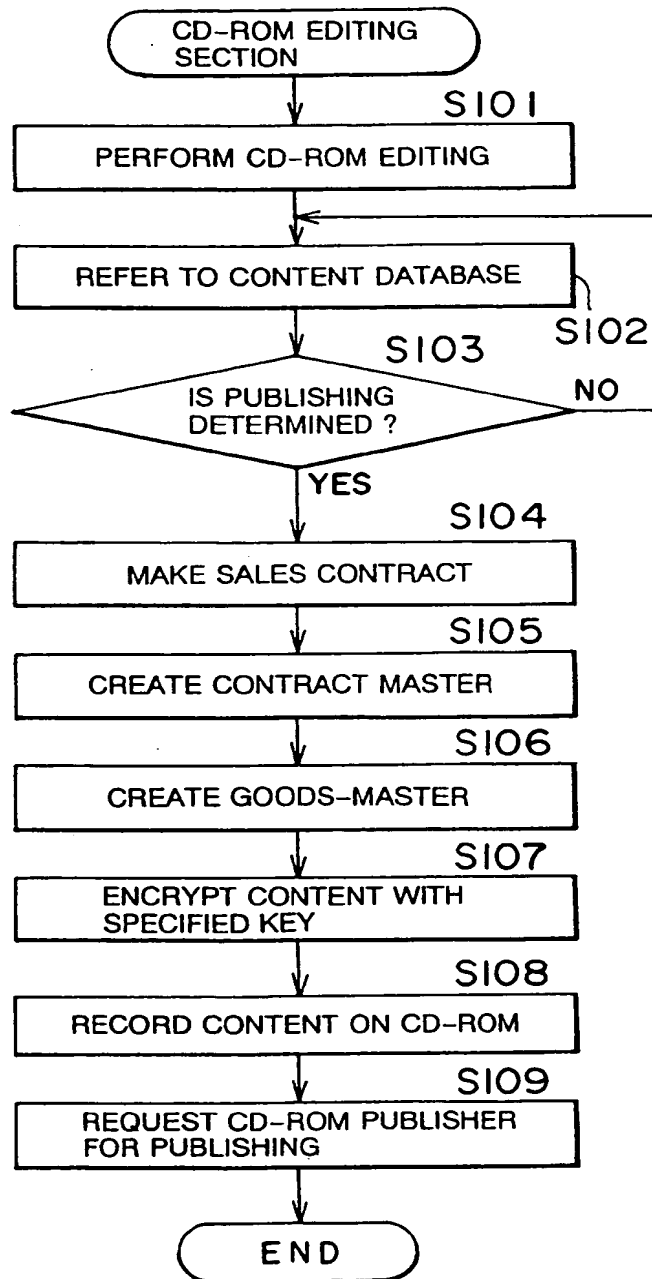 CD-ROM EDITING
SECTION
S101
PERFORM CD-ROM EDITING
REFER TO CONTENT DATABASE
S102
S103
IS PUBLISHING
DETERMINED ?
NO
YES
S104
MAKE SALES CONTRACT
S105
CREATE CONTRACT MASTER
S106
CREATE GOODS-MASTER
S107
ENCRYPT CONTENT WITH
SPECIFIED KEY
S108
RECORD CONTENT ON CD-ROM
S109
REQUEST CD-ROM PUBLISHER
FOR PUBLISHING
END